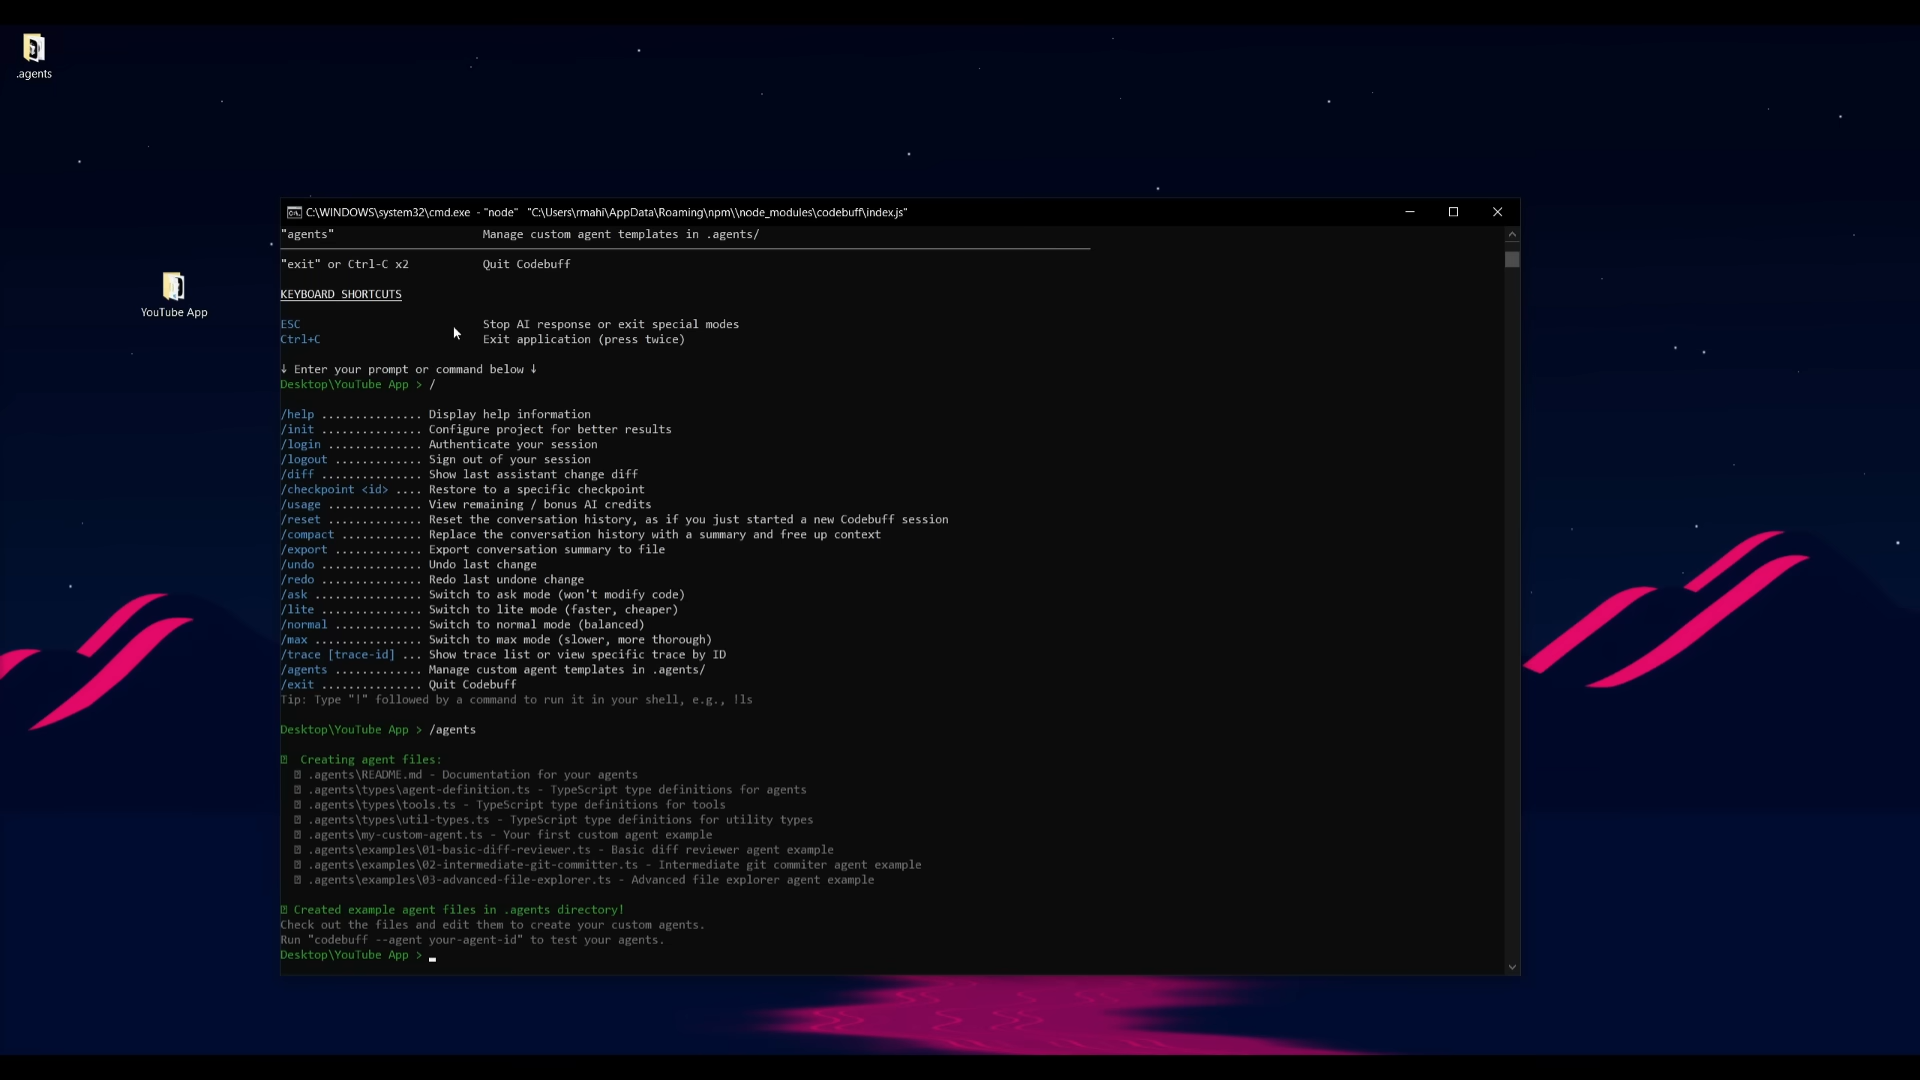 .agents
YouTube App
C:\WINDOWS\system32\cmd.exe - "node" "C:\Users\rmahi\AppData\Roaming\npm\\node_modules\codebuff\index.js"
"agents" Manage custom agent templates in .agents/
"exit" or Ctrl-C x2 Quit Codebuff
KEYBOARD SHORTCUTS
ESC Stop AI response or exit special modes
Ctrl+C Exit application (press twice)
↓ Enter your prompt or command below ↓
Desktop\YouTube App > /
/help ............... Display help information
/init ............... Configure project for better results
/login .............. Authenticate your session
/logout ............. Sign out of your session
/diff ............... Show last assistant change diff
/checkpoint <id> .... Restore to a specific checkpoint
/usage .............. View remaining / bonus AI credits
/reset .............. Reset the conversation history, as if you just started a new Codebuff session
/compact ............ Replace the conversation history with a summary and free up context
/export ............. Export conversation summary to file
/undo ............... Undo last change
/redo ............... Redo last undone change
/ask ................ Switch to ask mode (won't modify code)
/lite ............... Switch to lite mode (faster, cheaper)
/normal ............. Switch to normal mode (balanced)
/max ................ Switch to max mode (slower, more thorough)
/trace [trace-id] ... Show trace list or view specific trace by ID
/agents ............. Manage custom agent templates in .agents/
/exit ............... Quit Codebuff
Tip: Type "!" followed by a command to run it in your shell, e.g., !ls
Desktop\YouTube App > /agents
Creating agent files:
.agents\README.md - Documentation for your agents
.agents\types\agent-definition.ts - TypeScript type definitions for agents
.agents\types\tools.ts - TypeScript type definitions for tools
.agents\types\util-types.ts - TypeScript type definitions for utility types
.agents\my-custom-agent.ts - Your first custom agent example
.agents\examples\01-basic-diff-reviewer.ts - Basic diff reviewer agent example
.agents\examples\02-intermediate-git-committer.ts - Intermediate git commiter agent example
.agents\examples\03-advanced-file-explorer.ts - Advanced file explorer agent example
Created example agent files in .agents directory!
Check out the files and edit them to create your custom agents.
Run "codebuff --agent your-agent-id" to test your agents.
Desktop\YouTube App >